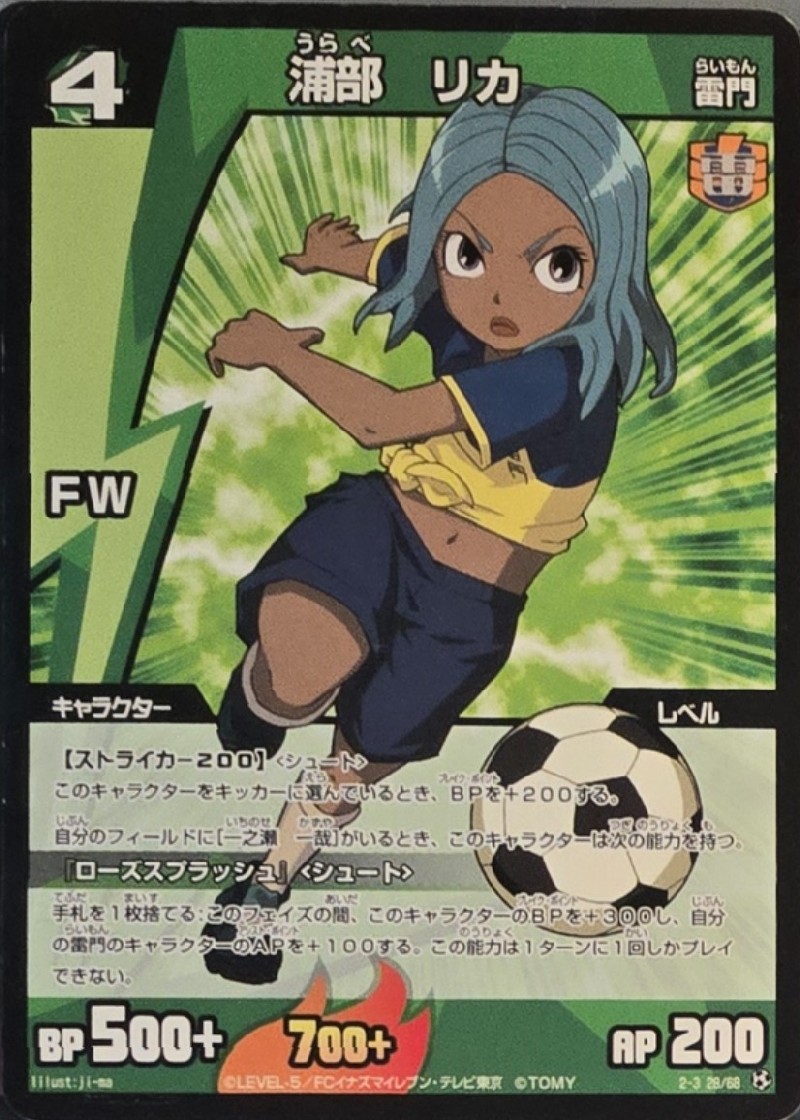 4
うらべ
浦部 リカ
らいもん
雷門
FW
キャラクター
レベル
【ストライカー200】<シュート>
このキャラクターをキッカーに選んでいるとき、BPを+200する。
自分のフィールドに[一之瀬 一哉]がいるとき、このキャラクターは次の能力を持つ。
『ローズスプラッシュ』<シュート>
手札を1枚捨てる:このフェイズの間、このキャラクターのBPを+300し、自分
の雷門のキャラクターのAPを+100する。この能力は1ターンに1回しかプレイ
できない。
BP 500+
700+
AP 200
illust:ji-ma
©LEVEL-5/FCイナズマイレブン・テレビ東京 ©TOMY
2-3 28/68